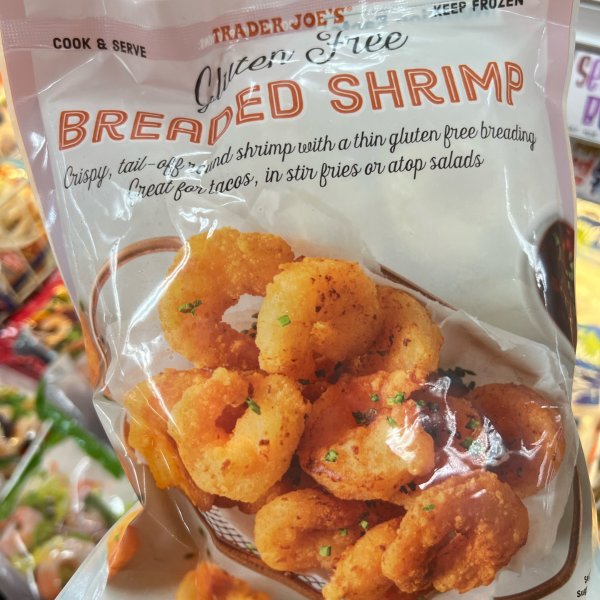 TRADER JOE'S
COOK & SERVE
KEEP FROZEN
Gluten Free
BREADED SHRIMP
Crispy, tail-off round shrimp with a thin gluten free breading
Great for tacos, in stir fries or atop salads